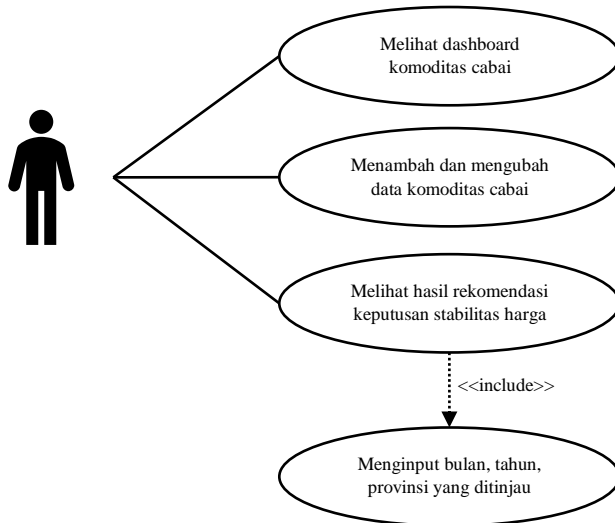 Melihat dashboard
komoditas cabai
Menambah dan mengubah
data komoditas cabai
Melihat hasil rekomendasi
keputusan stabilitas harga
<<include>>
Menginput bulan, tahun,
provinsi yang ditinjau